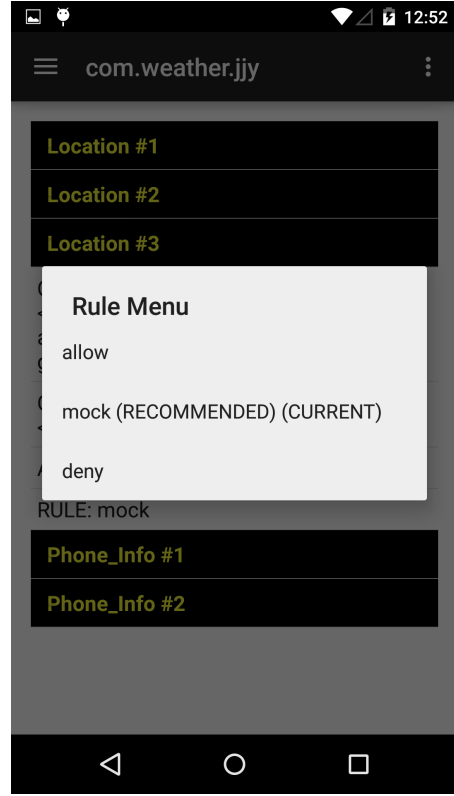 12:52
com.weather.jjy
Location #1
Location #2
Location #3
Rule Menu
allow
mock (RECOMMENDED) (CURRENT)
deny
RULE: mock
Phone_Info #1
Phone_Info #2